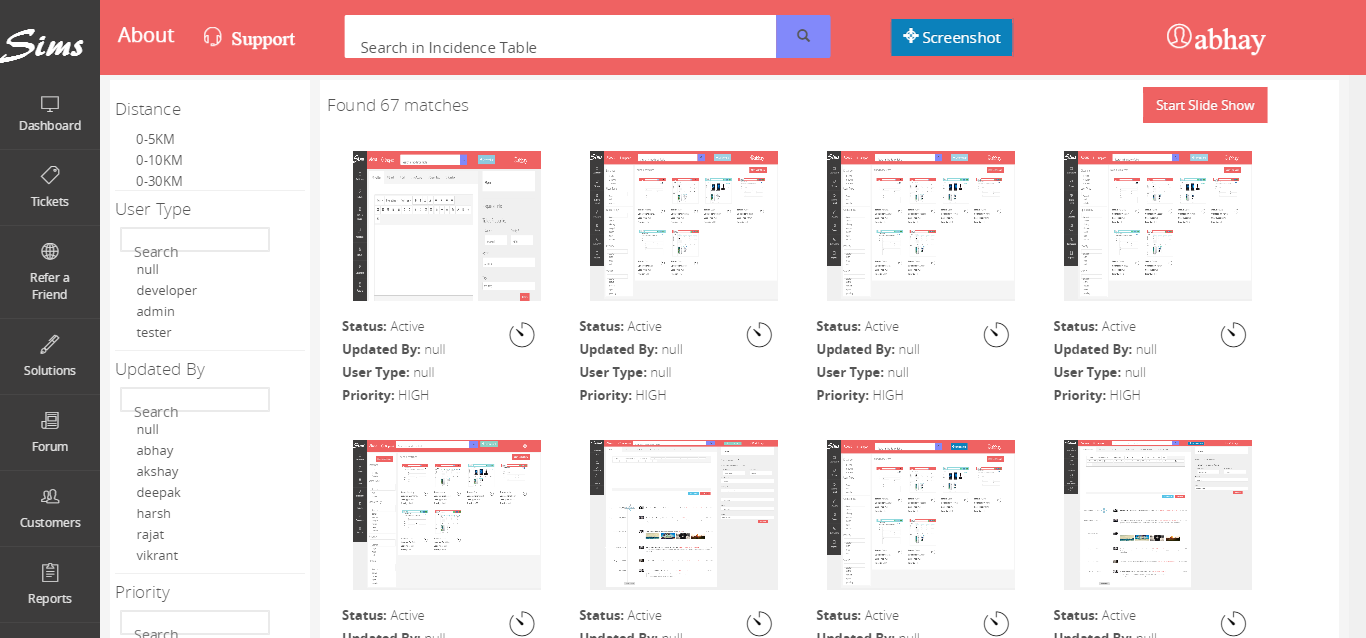 Sims
About
Support
Search in Incidence Table
Screenshot
abhay
Dashboard
Tickets
Refer a
Friend
Solutions
Forum
Customers
Reports
Distance
0-5KM
0-10KM
0-30KM
User Type
Search
null
developer
admin
tester
Updated By
Search
null
abhay
akshay
deepak
harsh
rajat
vikrant
Priority
Search
Found 67 matches
Start Slide Show
Status: Active
Updated By: null
User Type: null
Priority: HIGH
Status: Active
Updated By: null
User Type: null
Priority: HIGH
Status: Active
Updated By: null
User Type: null
Priority: HIGH
Status: Active
Updated By: null
User Type: null
Priority: HIGH
Status: Active
Updated By: null
Status: Active
Updated By: null
Status: Active
Updated By: null
Status: Active
Updated By: null